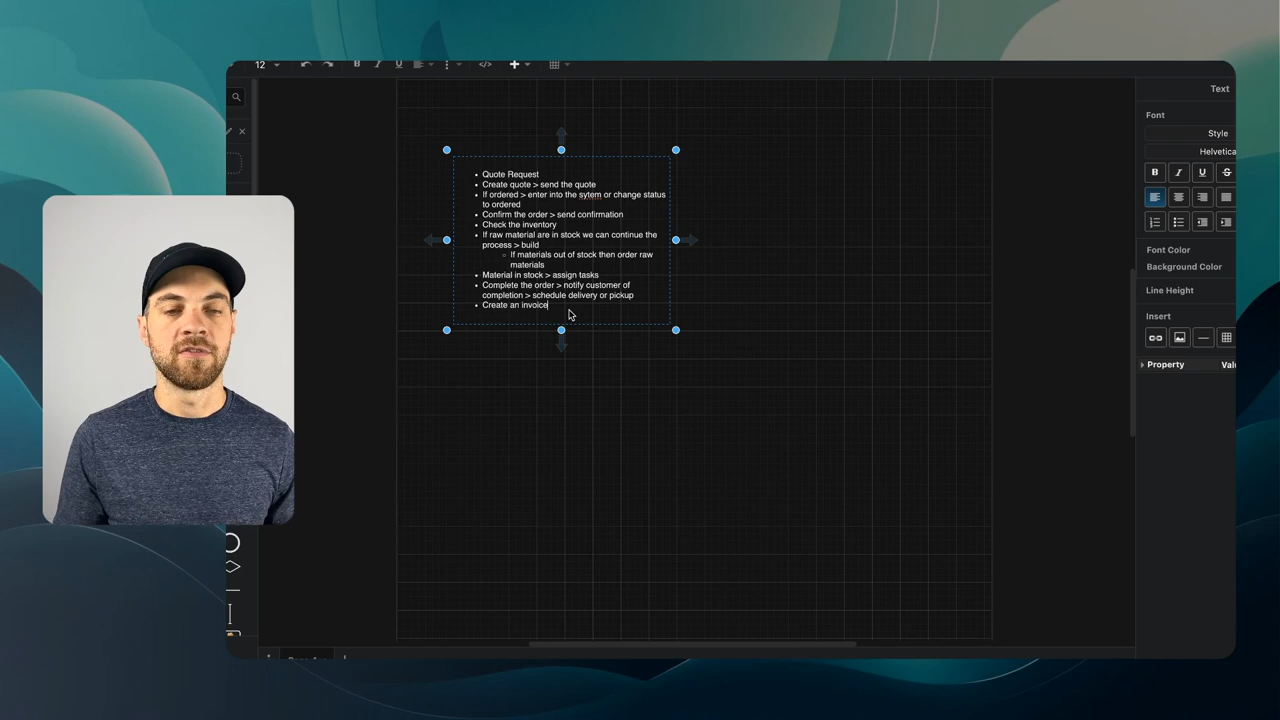 12
Text
Font
Style
Helvetica
B I U S
Font Color
Background Color
Line Height
Insert
Property
• Quote Request
• Create quote > send the quote
• If ordered > enter into the sytem or change status
to ordered
• Confirm the order > send confirmation
• Check the inventory
• If raw material are in stock we can continue the
process > build
○ If materials out of stock then order raw
materials
• Material in stock > assign tasks
• Complete the order > notify customer of
completion > schedule delivery or pickup
• Create an invoice